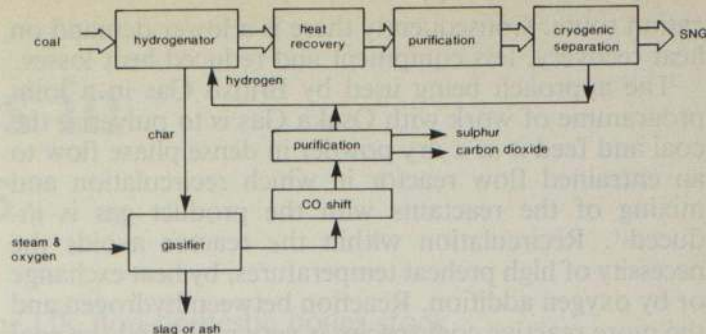 coal
hydrogenator
heat
recovery
purification
cryogenic
separation
SNG
hydrogen
char
purification
sulphur
carbon dioxide
CO shift
steam &
oxygen
gasifier
slag or ash